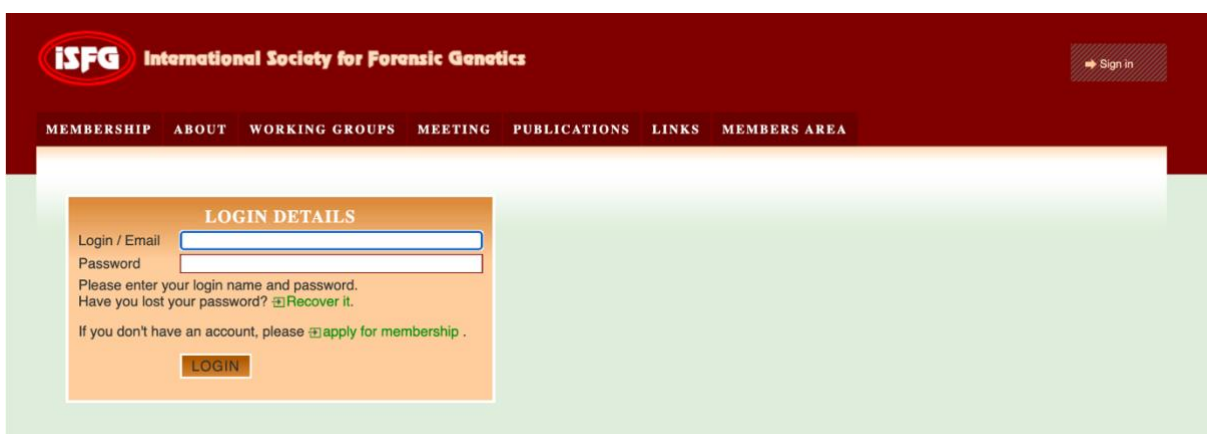 iSFG International Society for Forensic Genetics
Sign in
MEMBERSHIP ABOUT WORKING GROUPS MEETING PUBLICATIONS LINKS MEMBERS AREA
LOGIN DETAILS
Login / Email
Password
Please enter your login name and password.
Have you lost your password? Recover it.
If you don't have an account, please apply for membership .
LOGIN